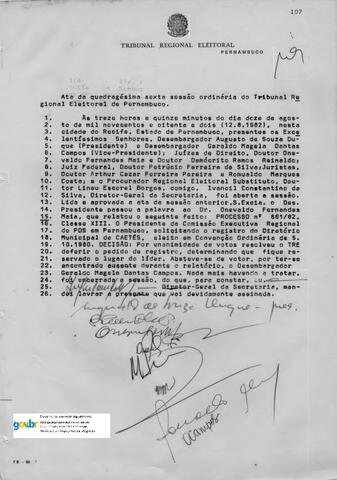 107
TRIBUNAL REGIONAL ELEITORAL
PERNAMBUCO
Ata da quadragésima sexta sessão ordinária do Tribunal Re
gional Eleitoral de Pernambuco.
1. Às treze horas e quinze minutos do dia doze de agos-
2. to de mil novecentos e oitenta e dois (12.8.1982), nesta
3. cidade do Recife, Estado de Pernambuco, presentes os Exce
4. lentíssimos Senhores, Desembargador Augusto de Souza Du-
5. que (Presidente) e Desembargador Geraldo Magela Dantas
6. Campos (Vice-Presidente), Juízes de Direito, Doutor One-
7. valdo Fernandes Maia e Doutor Demócrito Ramos Reinaldo;
8. Juiz Federal, Doutor Petrúcio Ferreira da Silva; Juristas,
9. Doutor Arthur Cezar Ferreira Pereira e Romualdo Marques
10. Costa; e o Procurador Regional Eleitoral Substituto, Dou-
11. tor Lineu Escorel Borges, comigo, Ivancil Constantino da
12. Silva, Diretor-Geral da Secretaria, foi aberta a sessão.
13. Lida e aprovada a ata da sessão anterior, S.Excia. o Dou
14. Presidente passou a palavra ao Dr. Onevaldo Fernandes
15. Maia, que relatou o seguinte feito: PROCESSO nº 661/82.
16. Classe XIII. O Presidente da Comissão Executiva Regional
17. do PDS em Pernambuco, solicitando o registro do Diretório
18. Municipal de CAETÉS, eleito em Convenção Ordinária de 5.
19. 10.1980. DECISÃO: Por unanimidade de votos resolveu o TRE
20. deferir o pedido de registro, determinando que fique re-
21. servado o lugar do líder. Absteve-se de votar, por ter-se
22. encontrado ausente durante o relatório, o Desembargador
23. Geraldo Magela Dantas Campos. Nada mais havendo a tratar,
24. foi encerrada a sessão, do que, para constar, eu
25. Diretor-Geral da Secretaria, man-
26. dei lavrar a presente que vai devidamente assinada.
Augusto de Souza Duque - pres.
Campos
gov.br